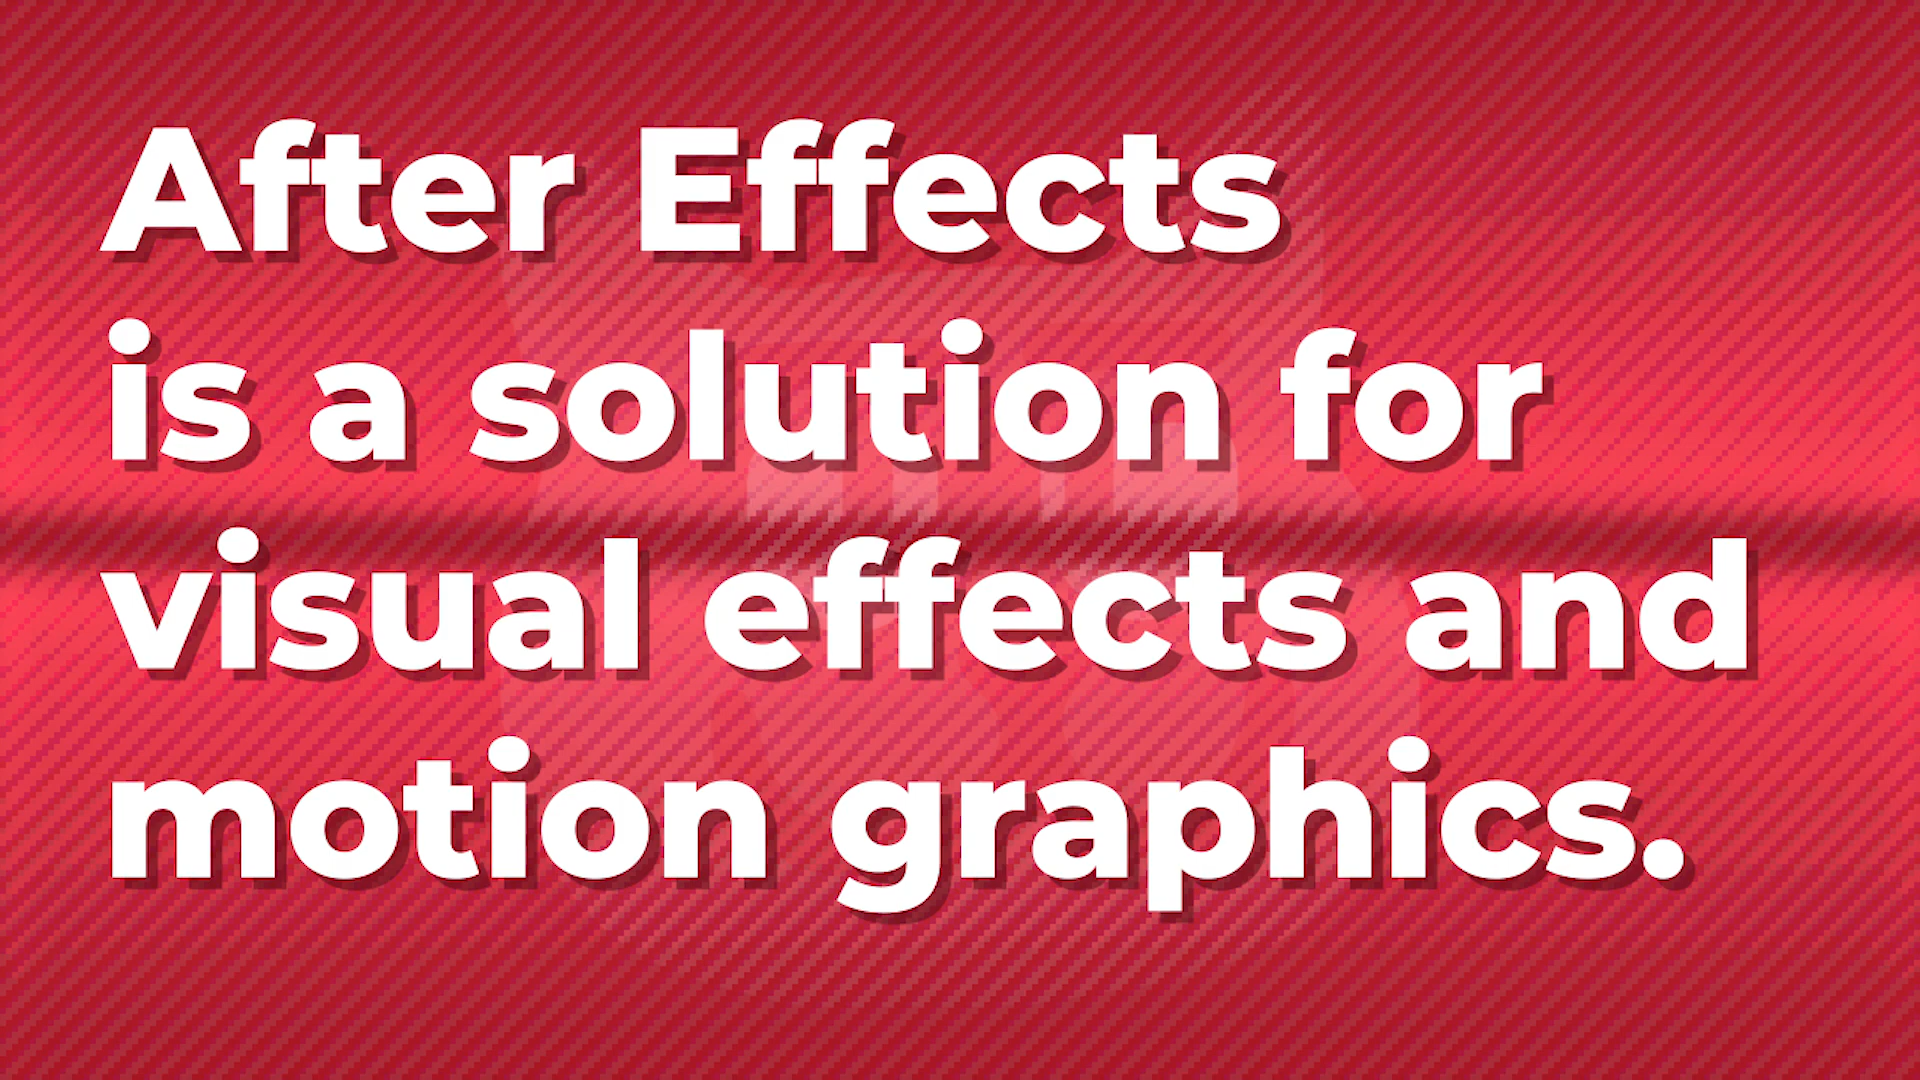 After Effects
is a solution for
visual effects and
motion graphics.